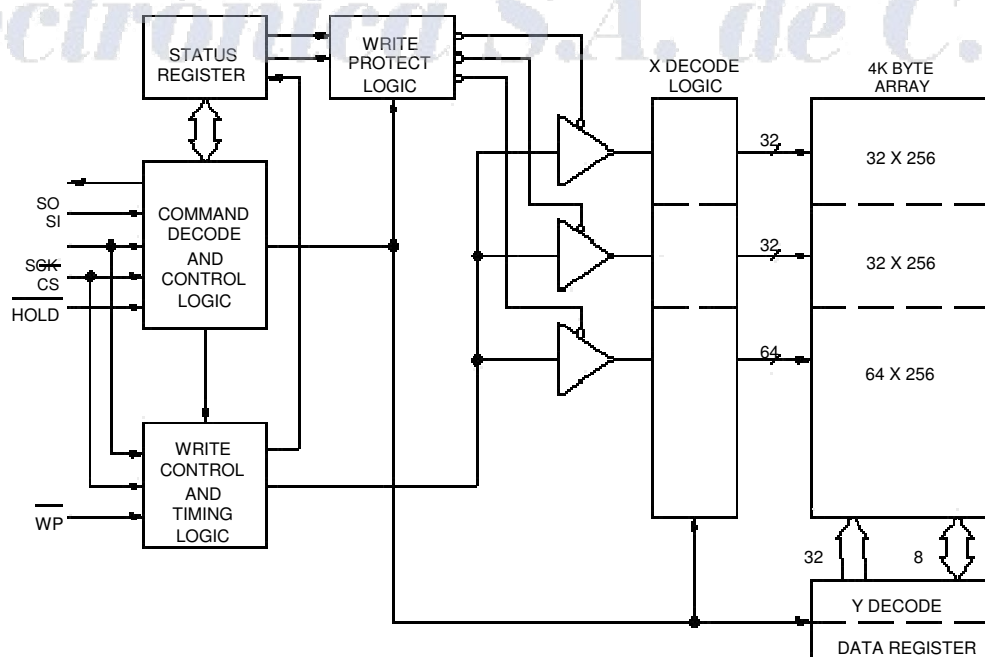 ectrónica S.A. de C.
STATUS
REGISTER
WRITE
PROTECT
LOGIC
X DECODE
LOGIC
4K BYTE
ARRAY
32
32 X 256
SO
SI
SCK
CS
HOLD
COMMAND
DECODE
AND
CONTROL
LOGIC
32
32 X 256
64
64 X 256
WRITE
CONTROL
AND
TIMING
LOGIC
WP
32
8
Y DECODE
DATA REGISTER